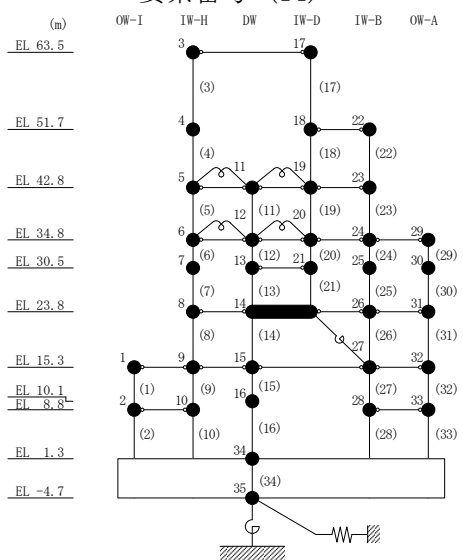 要素番号 (14)
(m) OW-I IW-H DW IW-D IW-B OW-A
EL 63.5 3 17
(3) (17)
EL 51.7 4 18 22
(4) (18) (22)
EL 42.8 5 11 19 23
(5) (11) (19) (23)
EL 34.8 6 12 20 24 29
(6) (12) (20) (24) (29)
EL 30.5 7 13 21 25 30
(7) (13) (21) (25) (30)
EL 23.8 8 14 26 31
(8) (14) (26) (31)
27
EL 15.3 1 9 15 32
(1) (9) (15) (27) (32)
EL 10.1 16
EL 8.8 2 10 28 33
(2) (10) (16) (28) (33)
EL 1.3 34
(34)
EL -4.7 35